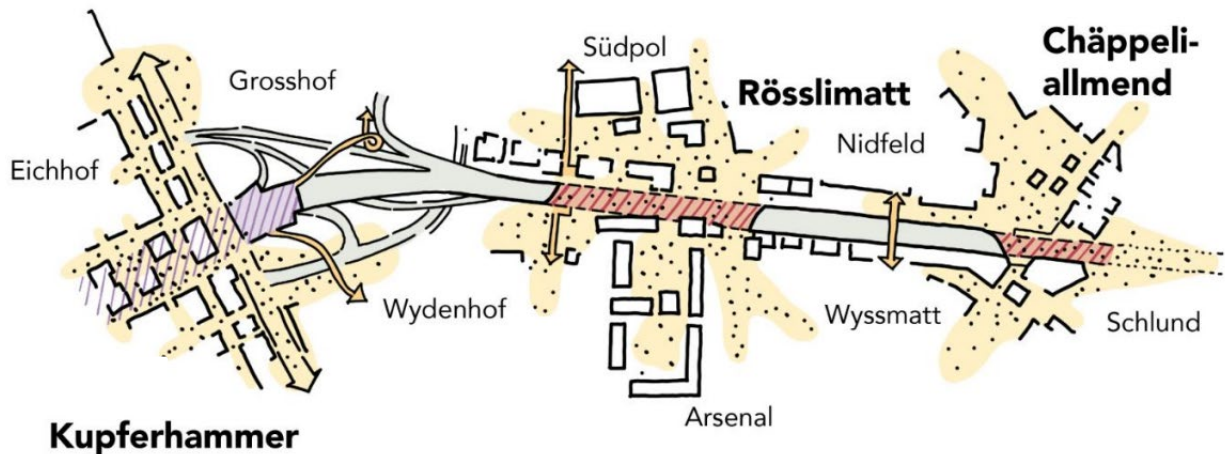 Südpol
Chäppeli-
allmend
Grosshof
Rösslimatt
Nidfeld
Eichhof
Wydenhof
Wyssmatt
Schlund
Arsenal
Kupferhammer